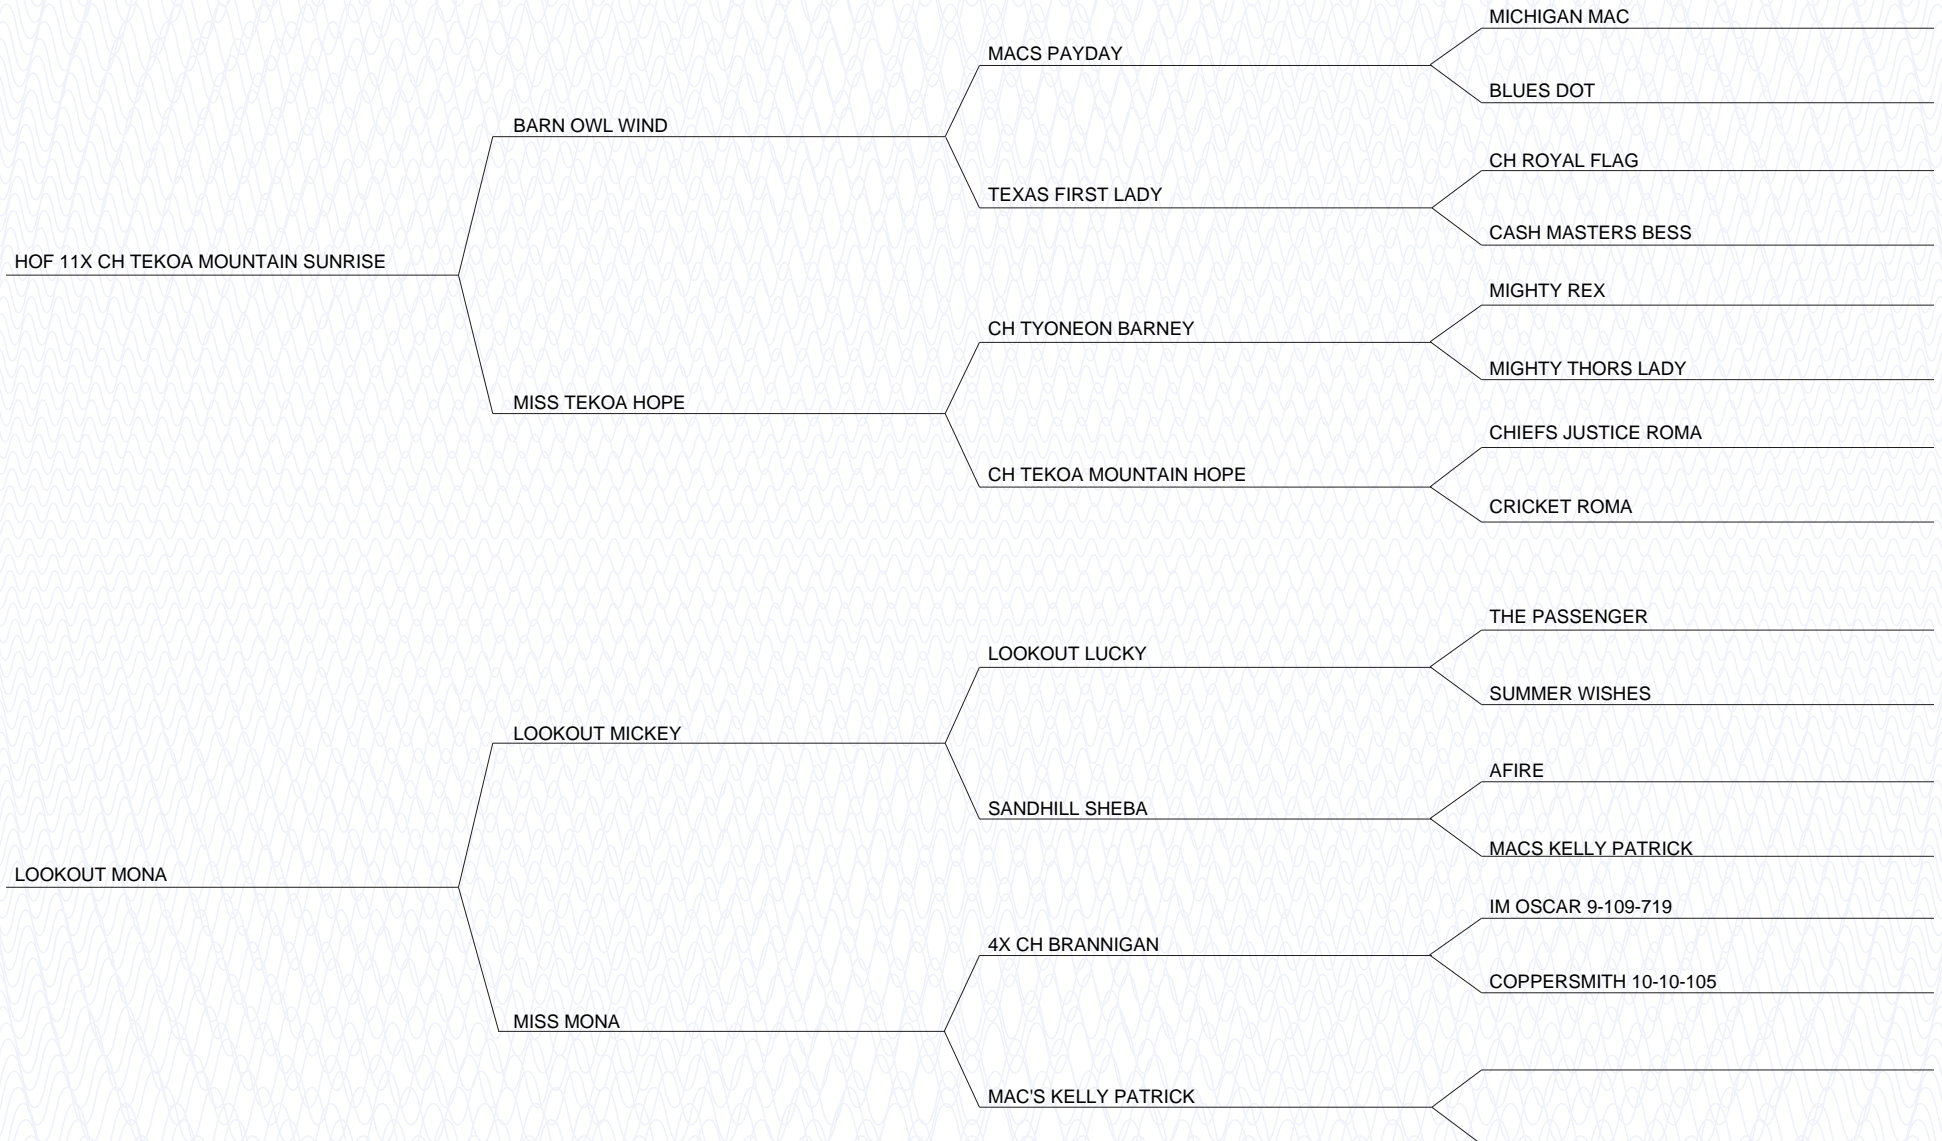 MICHIGAN MAC
MACS PAYDAY
BLUES DOT
BARN OWL WIND
CH ROYAL FLAG
TEXAS FIRST LADY
CASH MASTERS BESS
HOF 11X CH TEKOA MOUNTAIN SUNRISE
MIGHTY REX
CH TYONEON BARNEY
MIGHTY THORS LADY
MISS TEKOA HOPE
CHIEFS JUSTICE ROMA
CH TEKOA MOUNTAIN HOPE
CRICKET ROMA
THE PASSENGER
LOOKOUT LUCKY
SUMMER WISHES
LOOKOUT MICKEY
AFIRE
SANDHILL SHEBA
MACS KELLY PATRICK
LOOKOUT MONA
IM OSCAR 9-109-719
4X CH BRANNIGAN
COPPERSMITH 10-10-105
MISS MONA
MAC'S KELLY PATRICK